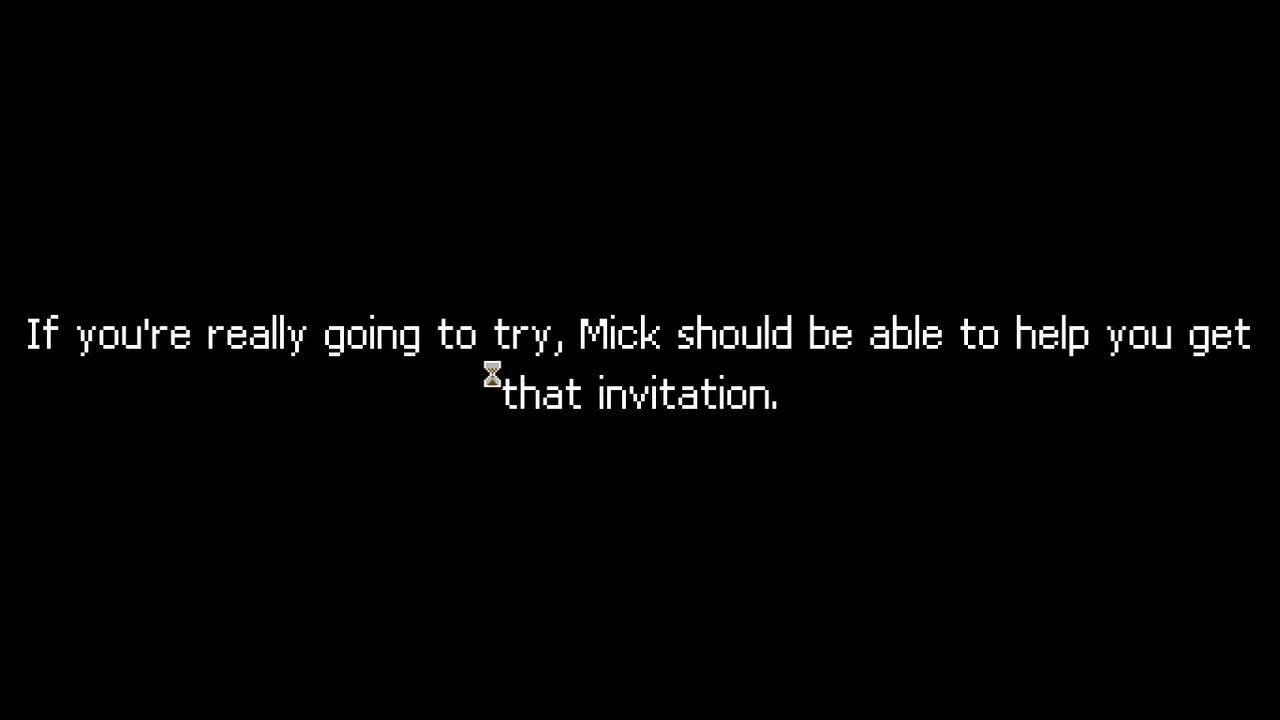 If you're really going to try, Mick should be able to help you get
that invitation.